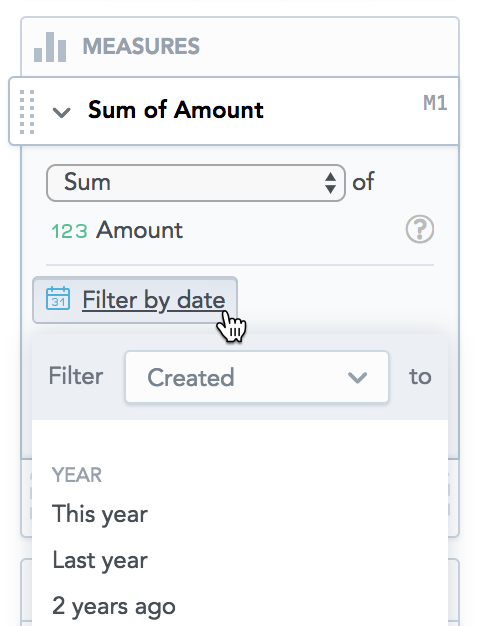 MEASURES
Sum of Amount M1
Sum of
123 Amount ?
31 Filter by date
Filter Created to
YEAR
This year
Last year
2 years ago